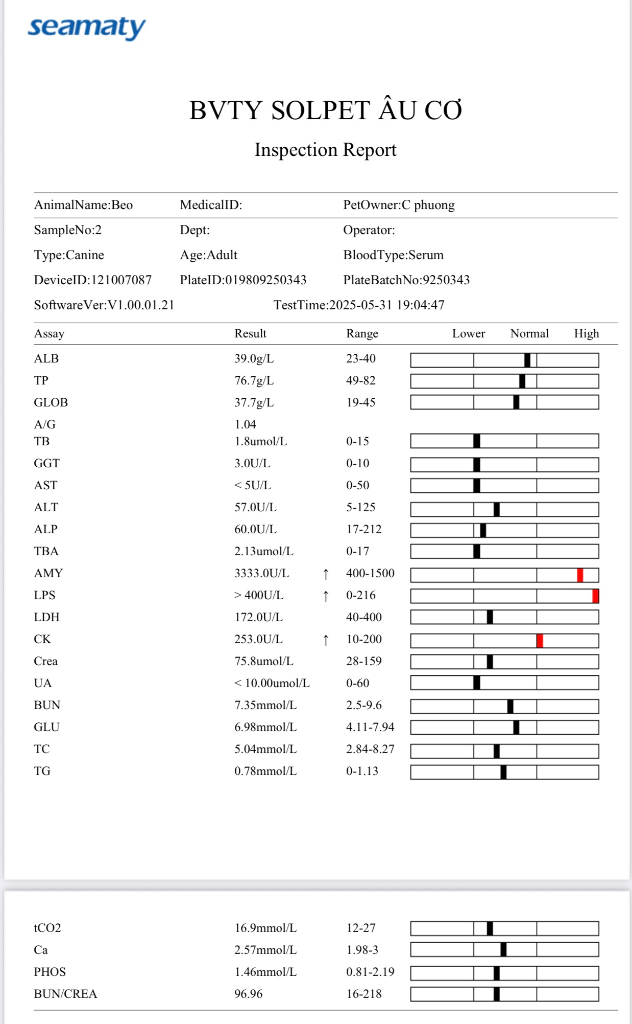 seamaty
BVTY SOLPET ÂU CƠ
Inspection Report
AnimalName:Beo MedicalID: PetOwner:C phuong
SampleNo:2 Dept: Operator:
Type:Canine Age:Adult BloodType:Serum
DeviceID:121007087 PlateID:019809250343 PlateBatchNo:9250343
SoftwareVer:V1.00.01.21 TestTime:2025-05-31 19:04:47
Assay Result Range Lower Normal High
ALB 39.0g/L 23-40
TP 76.7g/L 49-82
GLOB 37.7g/L 19-45
A/G 1.04
TB 1.8umol/L 0-15
GGT 3.0U/L 0-10
AST < 5U/L 0-50
ALT 57.0U/L 5-125
ALP 60.0U/L 17-212
TBA 2.13umol/L 0-17
AMY 3333.0U/L ↑ 400-1500
LPS > 400U/L ↑ 0-216
LDH 172.0U/L 40-400
CK 253.0U/L ↑ 10-200
Crea 75.8umol/L 28-159
UA < 10.00umol/L 0-60
BUN 7.35mmol/L 2.5-9.6
GLU 6.98mmol/L 4.11-7.94
TC 5.04mmol/L 2.84-8.27
TG 0.78mmol/L 0-1.13
tCO2 16.9mmol/L 12-27
Ca 2.57mmol/L 1.98-3
PHOS 1.46mmol/L 0.81-2.19
BUN/CREA 96.96 16-218